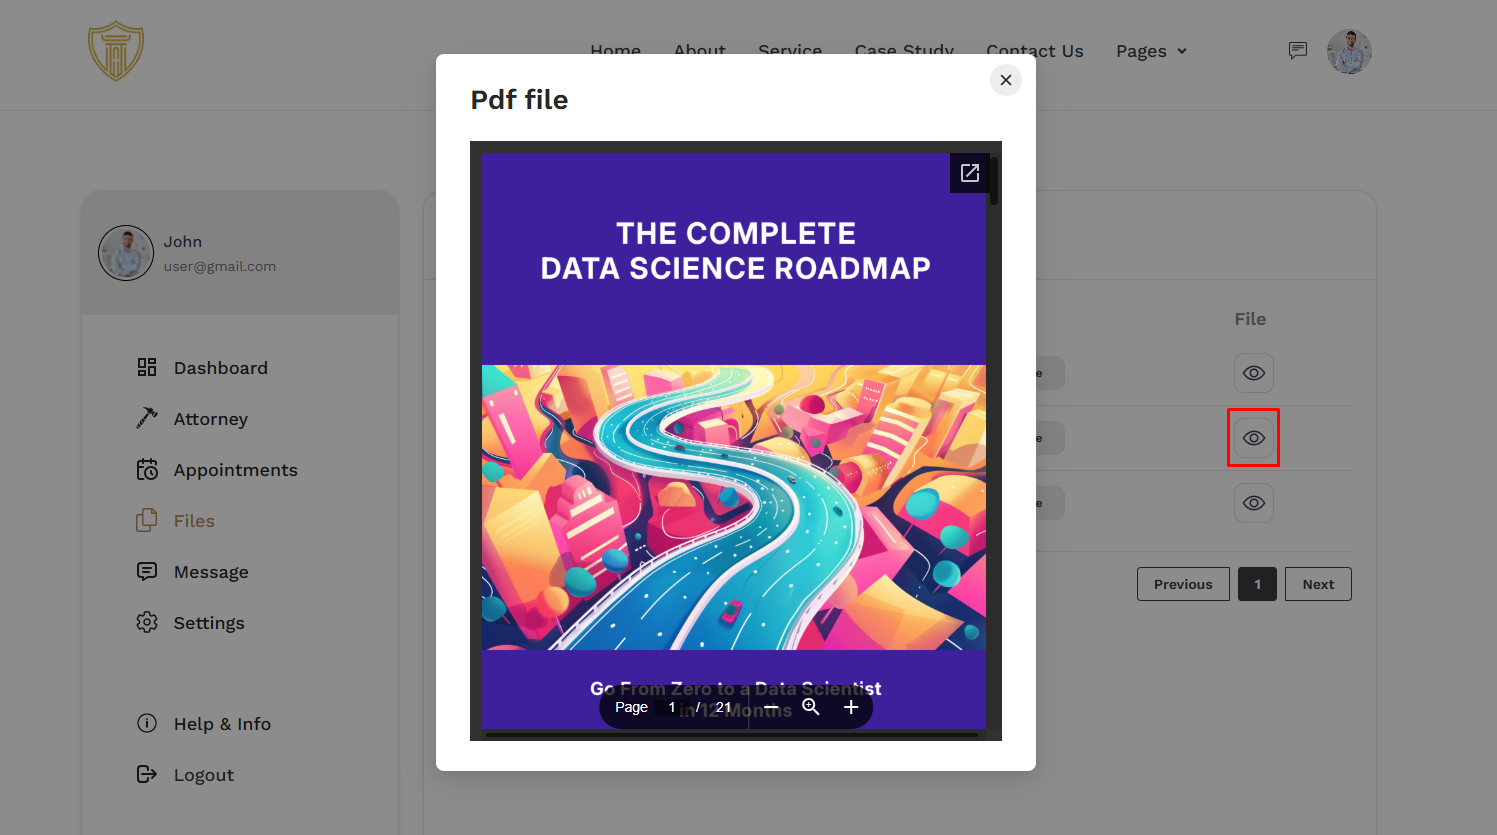 Home About Service Case Study Contact Us Pages
Pdf file
THE COMPLETE
DATA SCIENCE ROADMAP
Go From Zero to a Data Scientist
in 12 Months
Page 1 / 21
John
user@gmail.com
Dashboard
Attorney
Appointments
Files
Message
Settings
Help & Info
Logout
File
e
e
e
Previous 1 Next